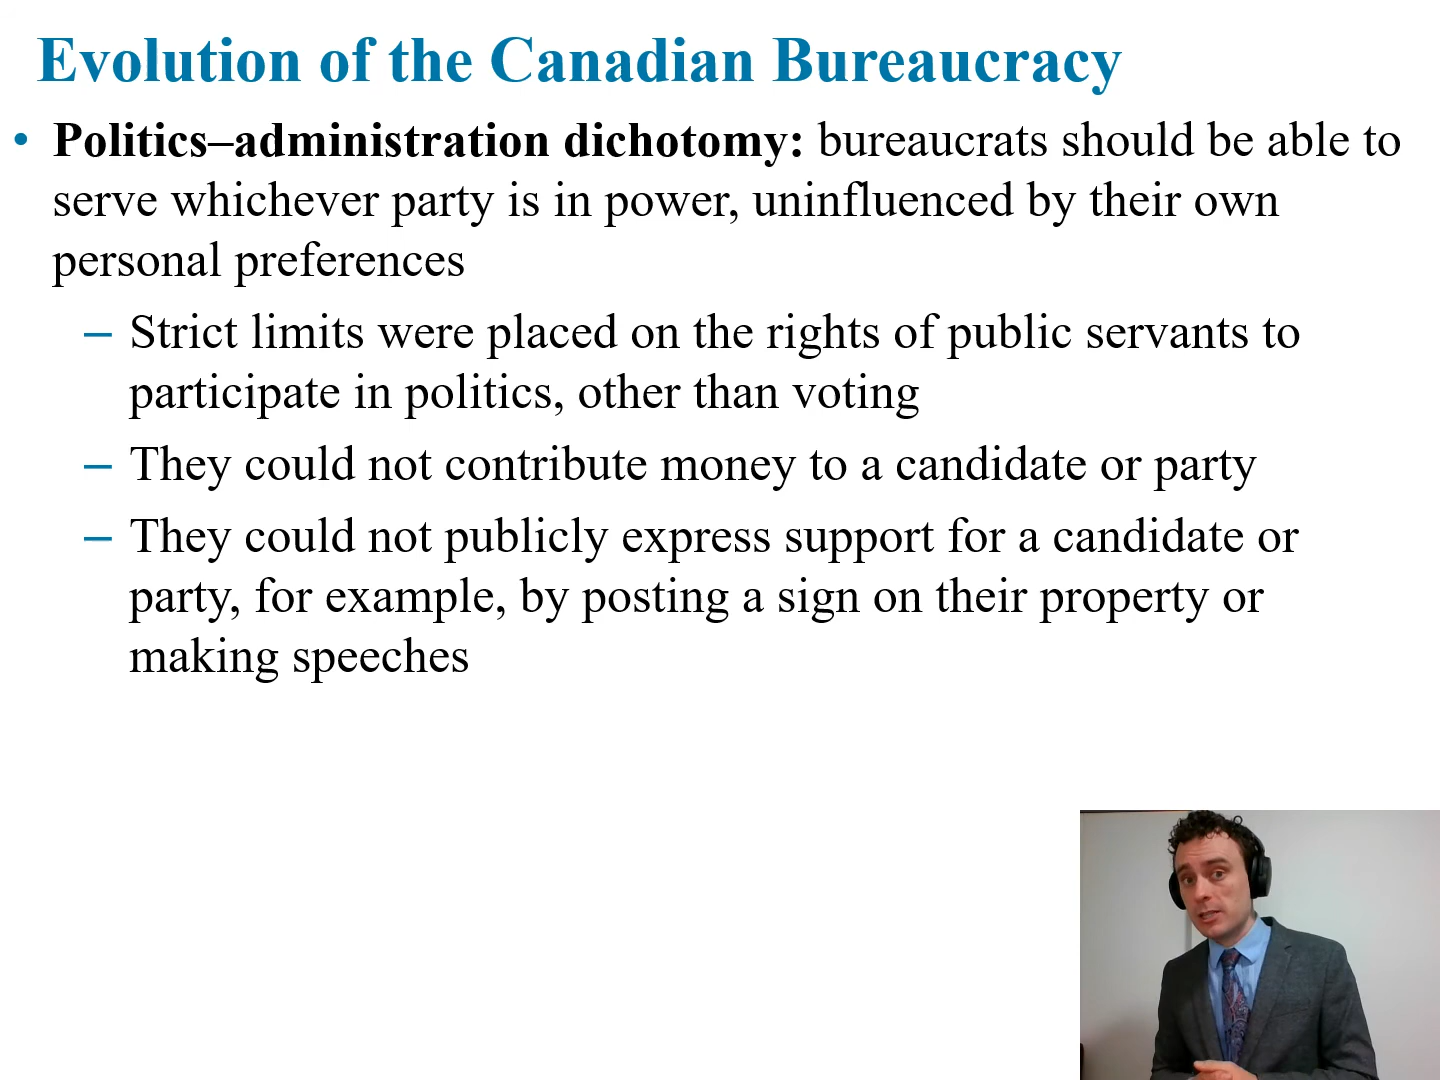 Evolution of the Canadian Bureaucracy
• Politics–administration dichotomy: bureaucrats should be able to
serve whichever party is in power, uninfluenced by their own
personal preferences
– Strict limits were placed on the rights of public servants to
participate in politics, other than voting
– They could not contribute money to a candidate or party
– They could not publicly express support for a candidate or
party, for example, by posting a sign on their property or
making speeches